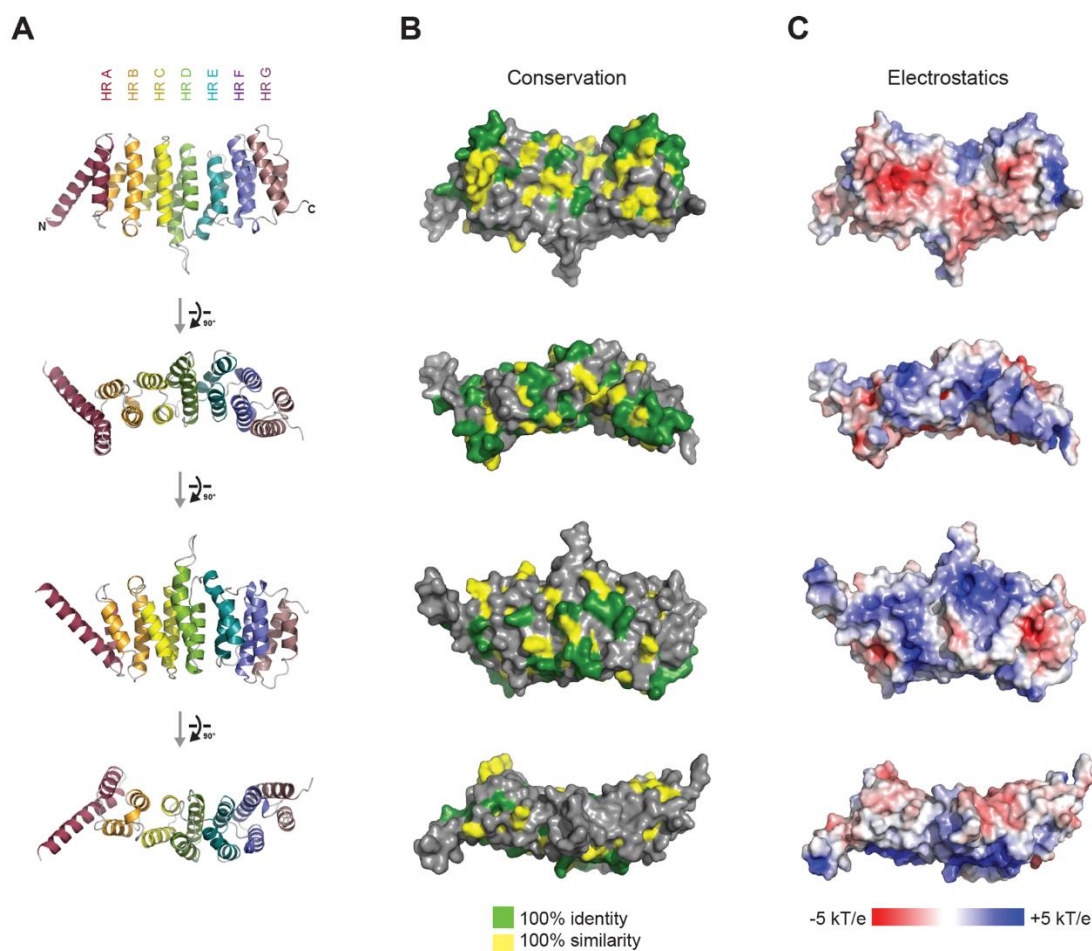 A
B
C
HR A
HR B
HR C
HR D
HR E
HR F
HR G
Conservation
Electrostatics
N
C
90°
90°
90°
100% identity
100% similarity
-5 kT/e
+5 kT/e